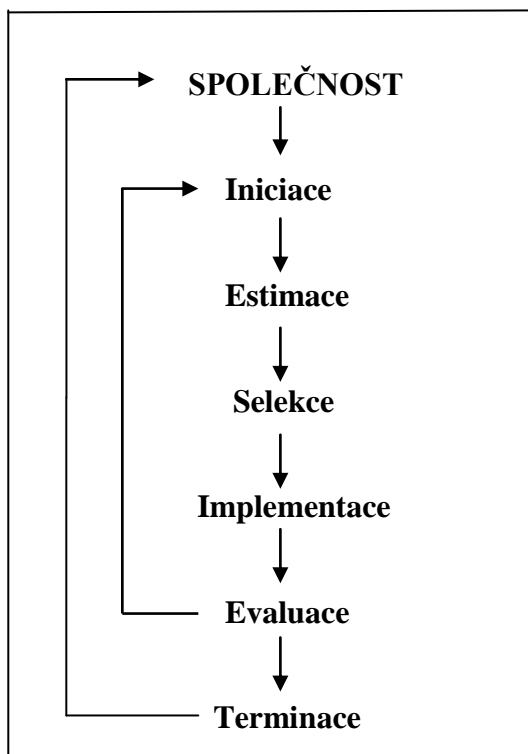 SPOLEČNOST
Iniciace
Estimace
Selekce
Implementace
Evaluace
Terminace